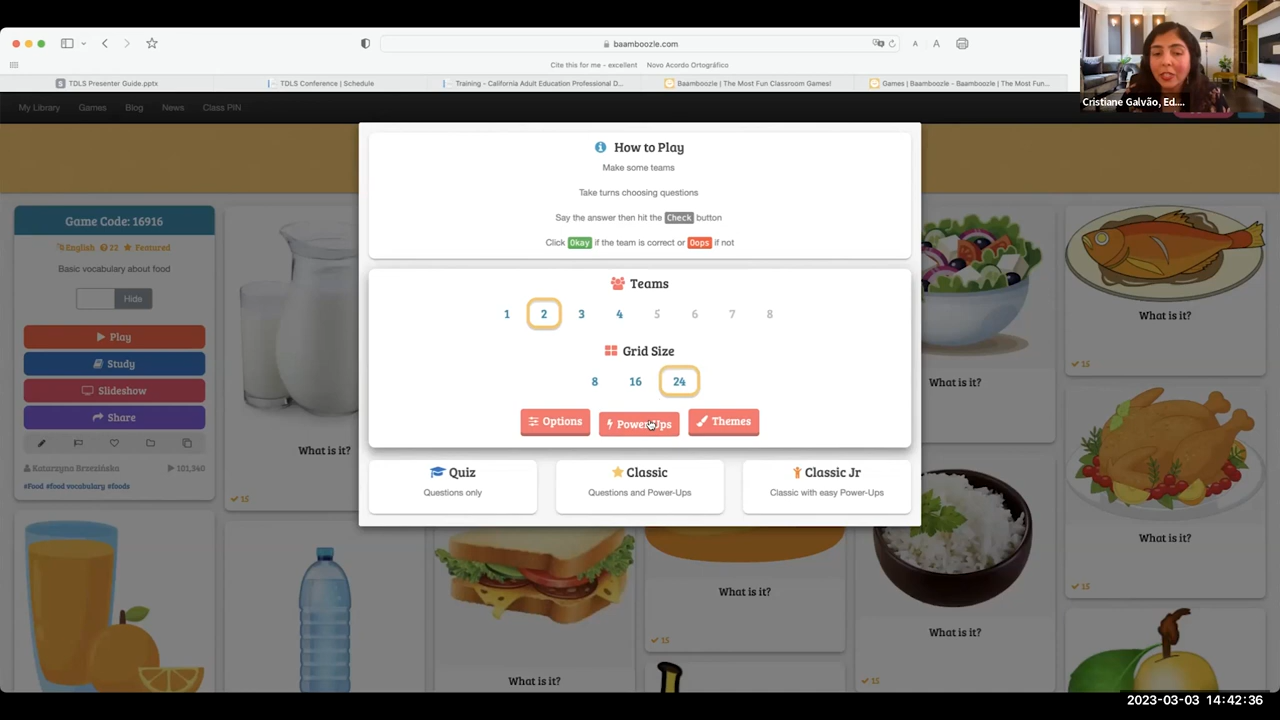 baamboozle.com
A A
Cite this for me - excellent Novo Acordo Ortográfico
TDLS Presenter Guide.pptx TDLS Conference | Schedule Training - California Adult Education Professional D... Baamboozle | The Most Fun Classroom Games! Games | Baamboozle - Baamboozle | The Most Fun...
Cristiane Galvão, Ed....
My Library Games Blog News Class PIN
How to Play
Make some teams
Take turns choosing questions
Say the answer then hit the Check button
Click Okay if the team is correct or Oops if not
Teams
1 2 3 4 5 6 7 8
Grid Size
8 16 24
Options Power-Ups Themes
Quiz
Questions only
Classic
Questions and Power-Ups
Classic Jr
Classic with easy Power-Ups
Game Code: 16916
English 22 Featured
Basic vocabulary about food
Hide
Play
Study
Slideshow
Share
Katarzyna Brzezińska 101,340
#Food #food vocabulary #foods
What is it?
15
What is it?
What is it?
15
What is it?
15
What is it?
15
What is it?
15
What is it?
2023-03-03 14:42:36